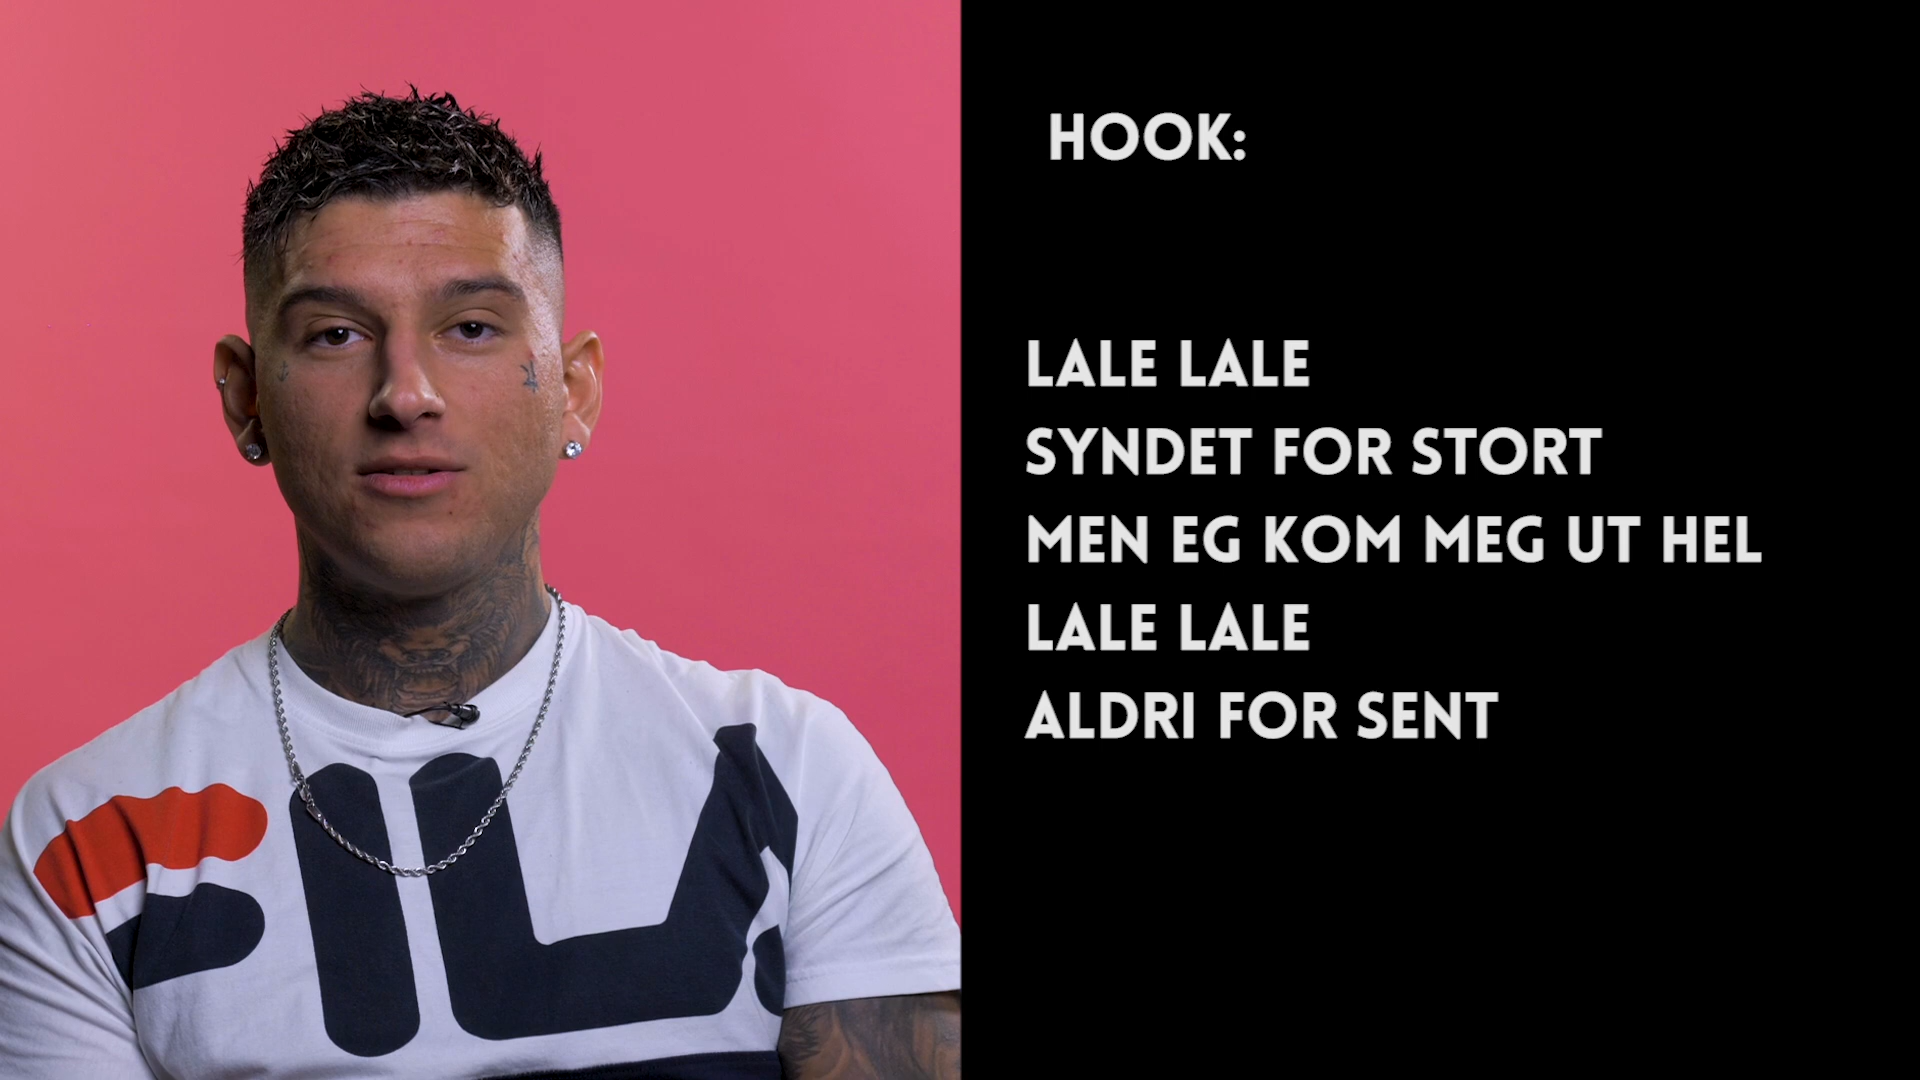 HOOK:
LALE LALE
SYNDET FOR STORT
MEN EG KOM MEG UT HEL
LALE LALE
ALDRI FOR SENT
FILA